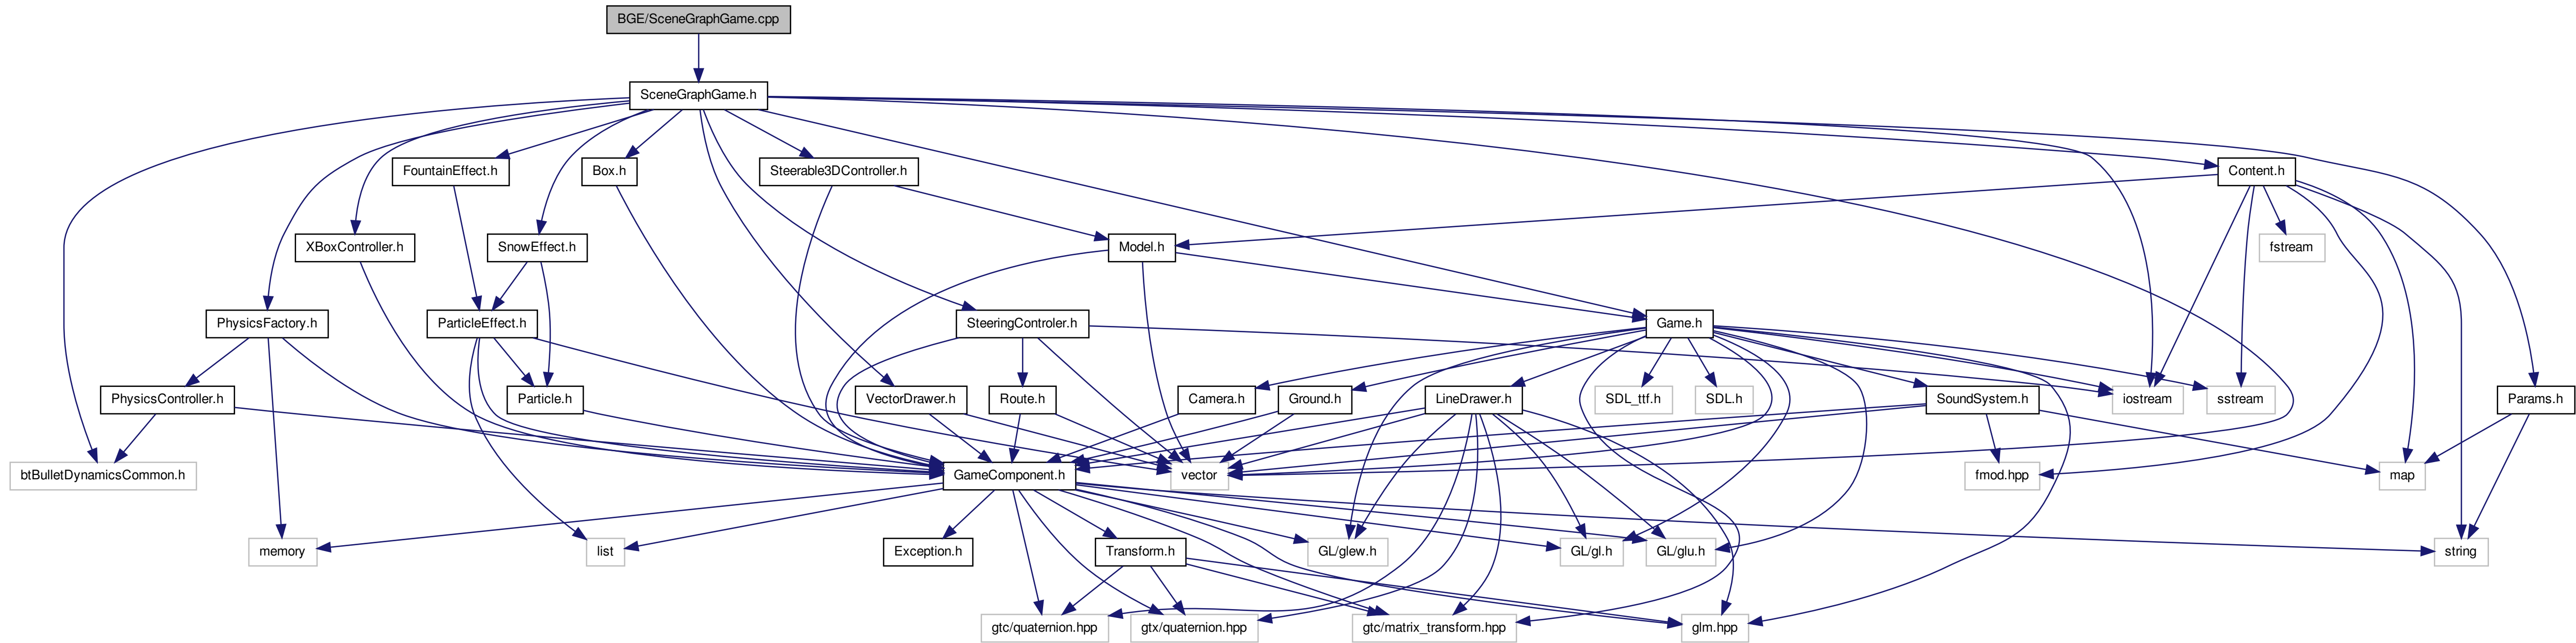 BGE/SceneGraphGame.cpp
SceneGraphGame.h
FountainEffect.h
Box.h
Steerable3DController.h
Content.h
XBoxController.h
SnowEffect.h
Model.h
fstream
PhysicsFactory.h
ParticleEffect.h
SteeringControler.h
Game.h
PhysicsController.h
Particle.h
VectorDrawer.h
Route.h
Camera.h
Ground.h
LineDrawer.h
SDL_ttf.h
SDL.h
SoundSystem.h
iostream
sstream
Params.h
btBulletDynamicsCommon.h
GameComponent.h
vector
fmod.hpp
map
memory
list
Exception.h
Transform.h
GL/glew.h
GL/gl.h
GL/glu.h
string
gtc/quaternion.hpp
gtx/quaternion.hpp
gtc/matrix_transform.hpp
glm.hpp